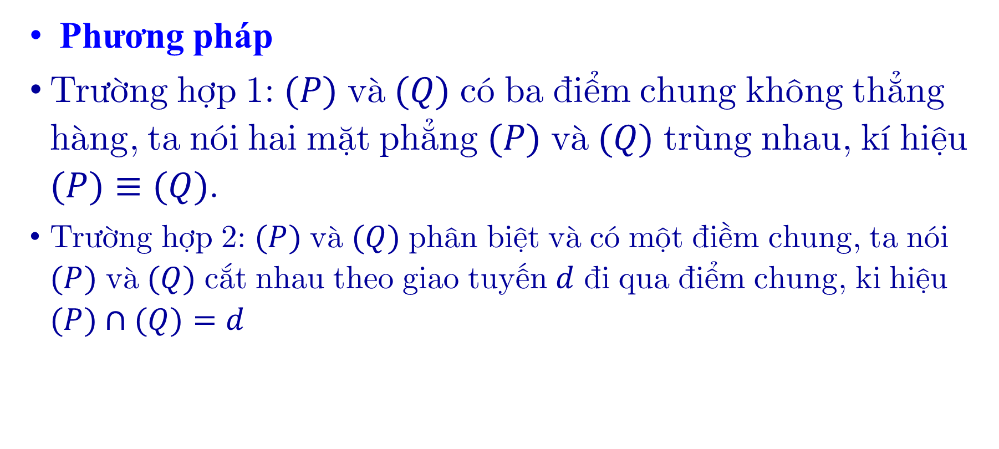 • Phương pháp
• Trường hợp 1: (P) và (Q) có ba điểm chung không thẳng
hàng, ta nói hai mặt phẳng (P) và (Q) trùng nhau, kí hiệu
(P) ≡ (Q).
• Trường hợp 2: (P) và (Q) phân biệt và có một điềm chung, ta nói
(P) và (Q) cắt nhau theo giao tuyến d đi qua điểm chung, ki hiệu
(P) ∩ (Q) = d